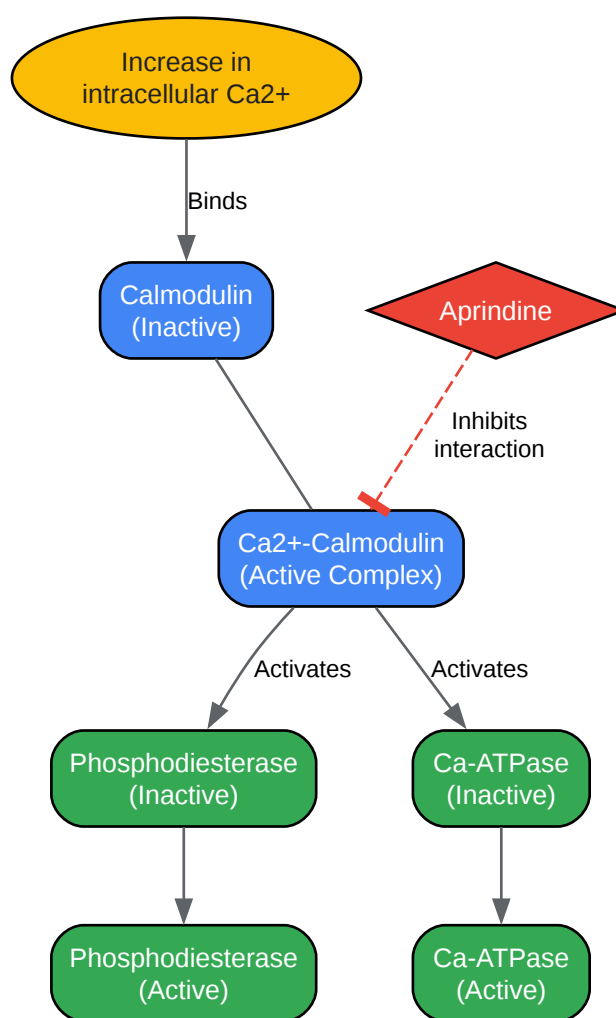 Increase in
intracellular Ca2+
Binds
Calmodulin
(Inactive)
Aprindine
Inhibits
interaction
Ca2+-Calmodulin
(Active Complex)
Activates
Activates
Phosphodiesterase
(Inactive)
Ca-ATPase
(Inactive)
Phosphodiesterase
(Active)
Ca-ATPase
(Active)